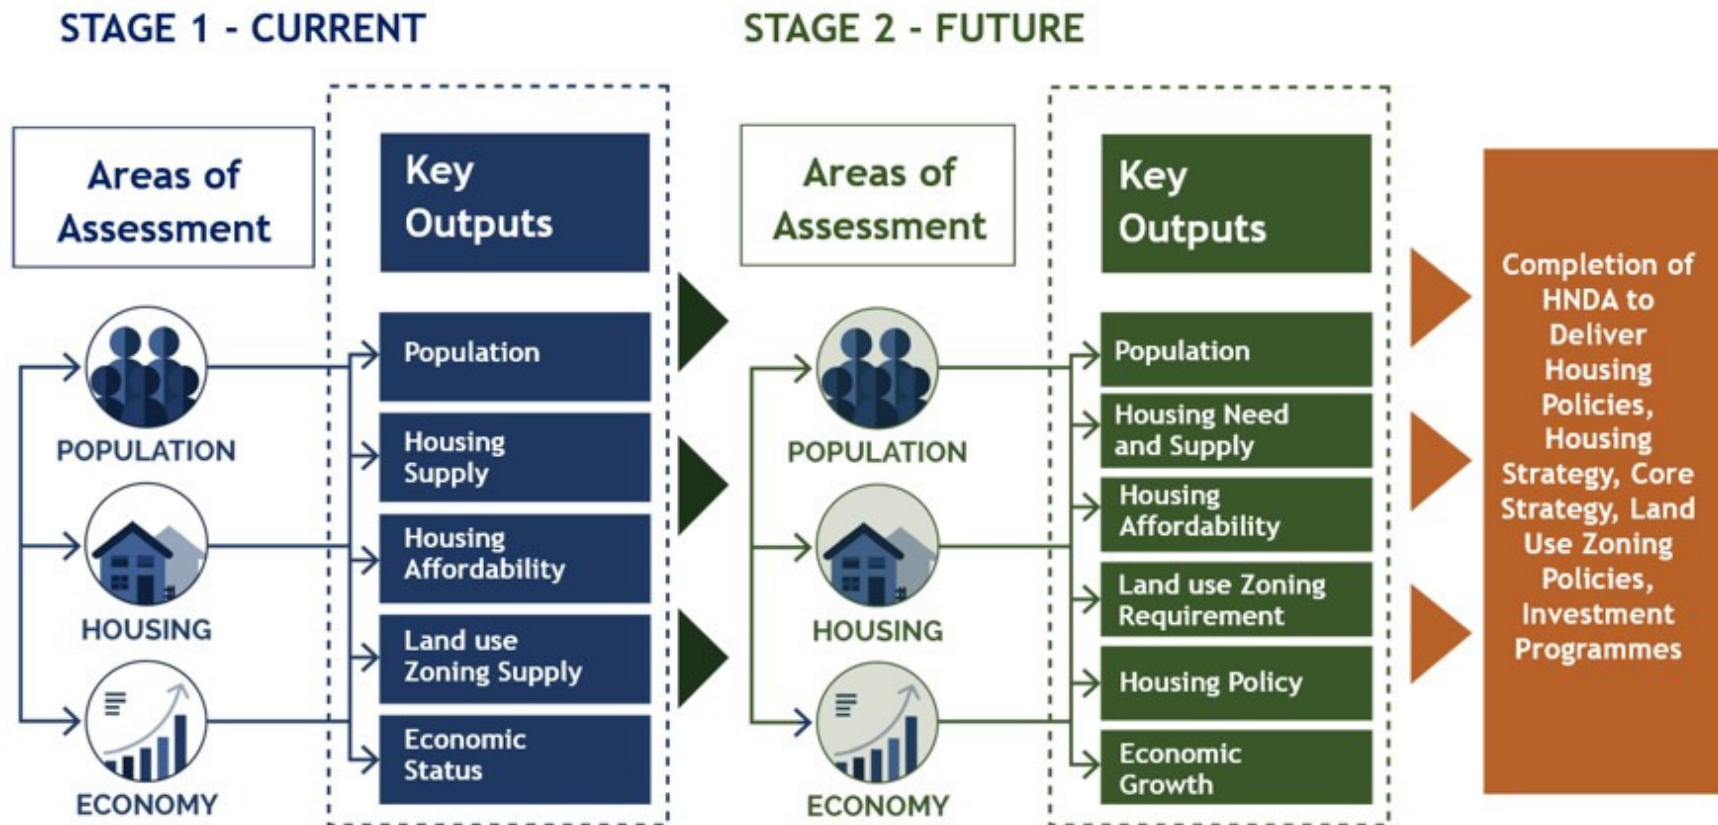 STAGE 1 - CURRENT
Areas of
Assessment
Key
Outputs
POPULATION
HOUSING
ECONOMY
Population
Housing
Supply
Housing
Affordability
Land use
Zoning Supply
Economic
Status
STAGE 2 - FUTURE
Areas of
Assessment
Key
Outputs
POPULATION
HOUSING
ECONOMY
Population
Housing Need
and Supply
Housing
Affordability
Land use Zoning
Requirement
Housing Policy
Economic
Growth
Completion of
HNDA to
Deliver
Housing
Policies,
Housing
Strategy, Core
Strategy, Land
Use Zoning
Policies,
Investment
Programmes